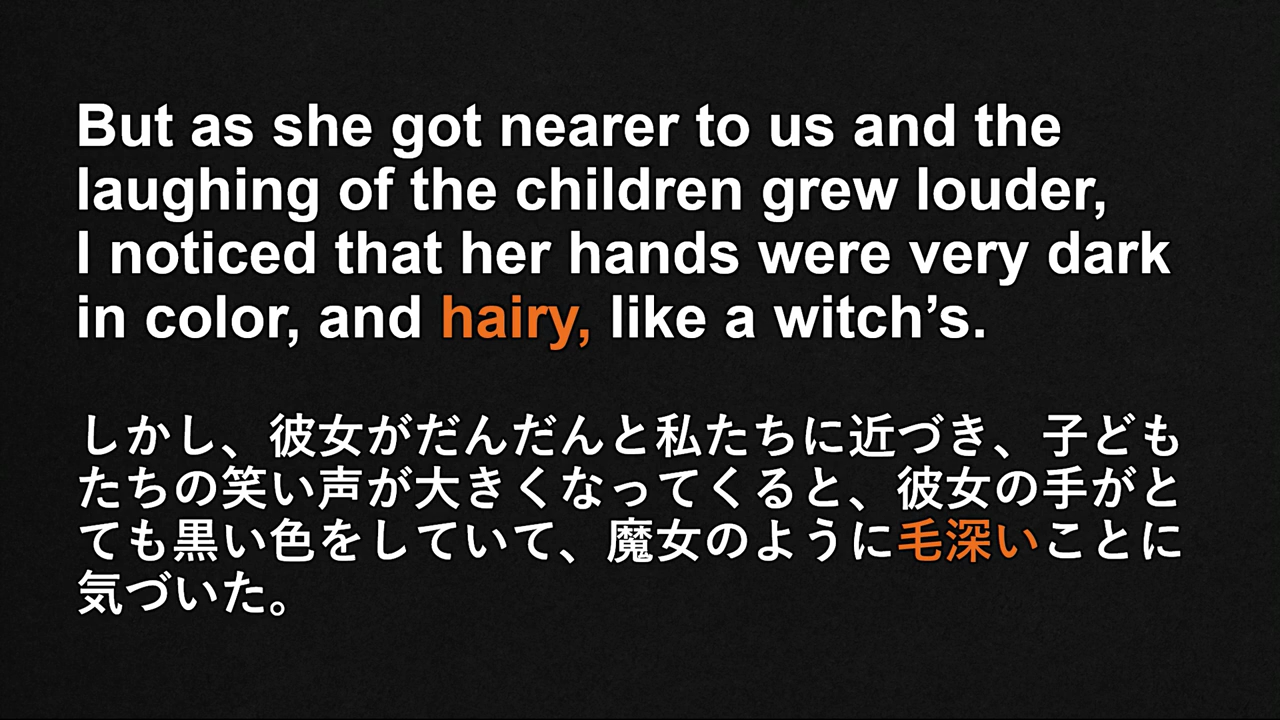 But as she got nearer to us and the
laughing of the children grew louder,
I noticed that her hands were very dark
in color, and hairy, like a witch’s.
しかし、彼女がだんだんと私たちに近づき、子ども
たちの笑い声が大きくなってくると、彼女の手がと
ても黒い色をしていて、魔女のように毛深いことに
気づいた。